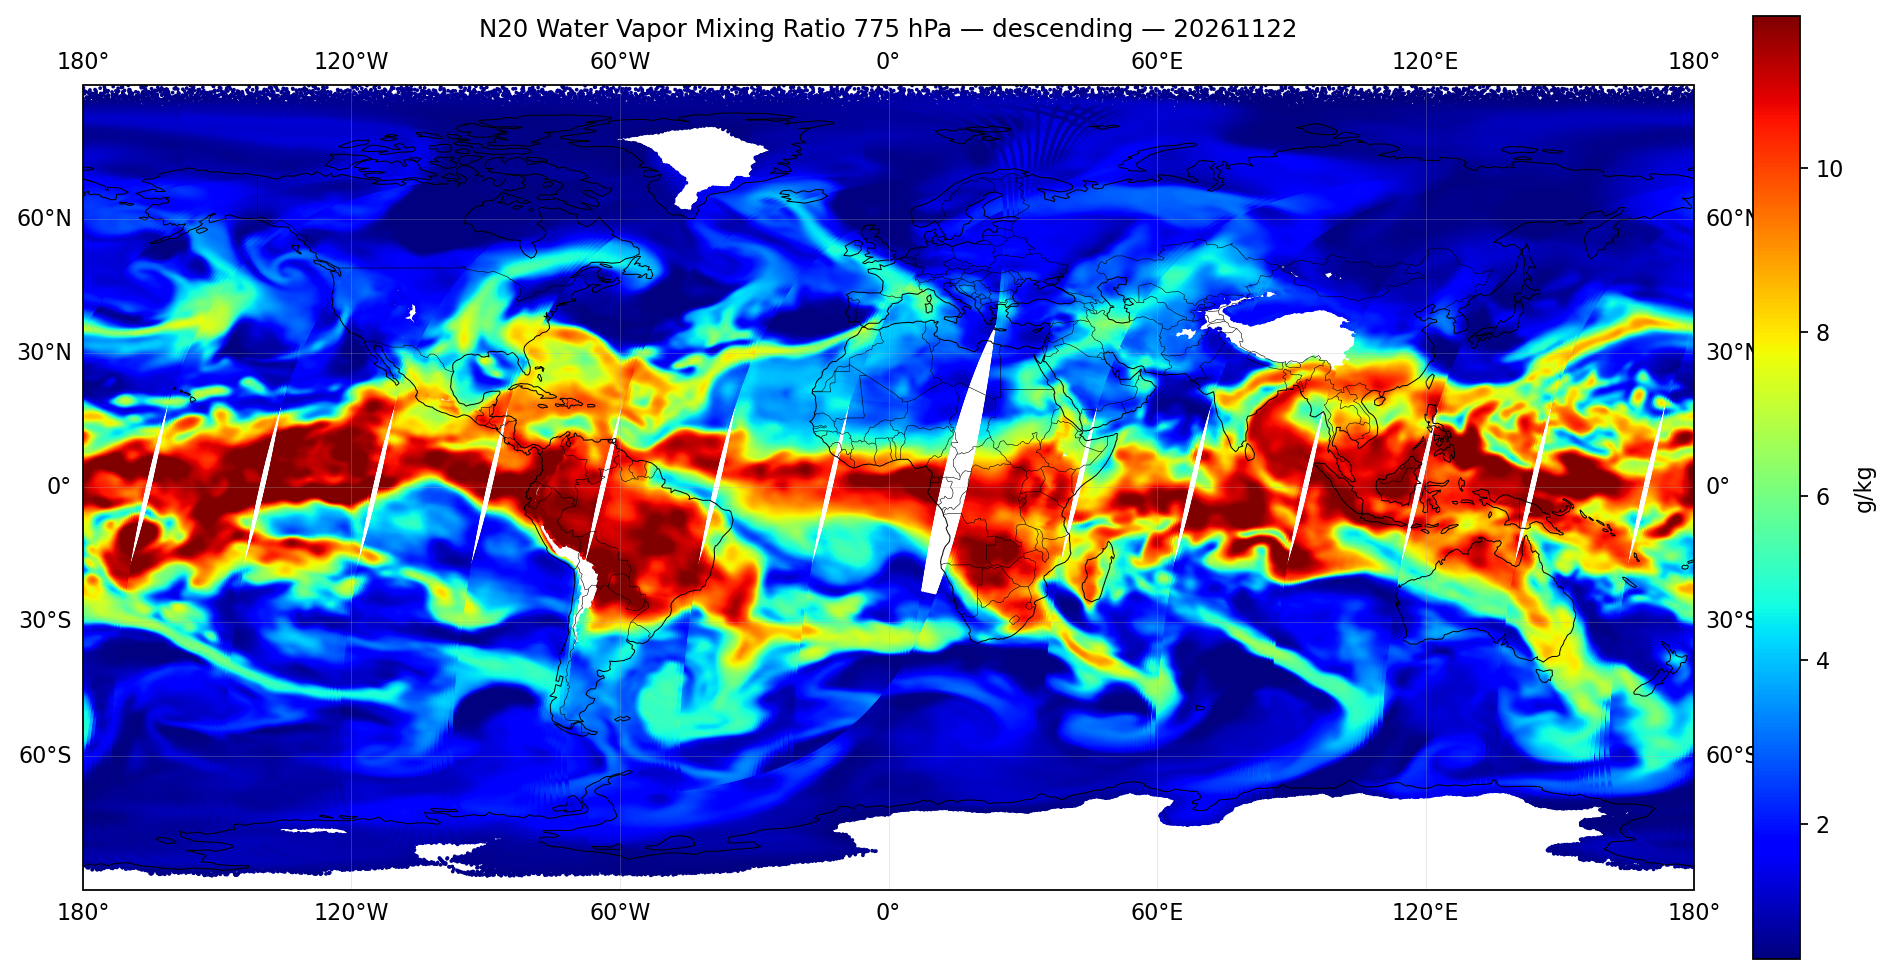 N20 Water Vapor Mixing Ratio 775 hPa — descending — 20261122
180° 120°W 60°W 0° 60°E 120°E 180°
10
60°N 60°N
8
30°N 30°N
6
0° 0°
g/kg
30°S 30°S
4
60°S 60°S
2
180° 120°W 60°W 0° 60°E 120°E 180°